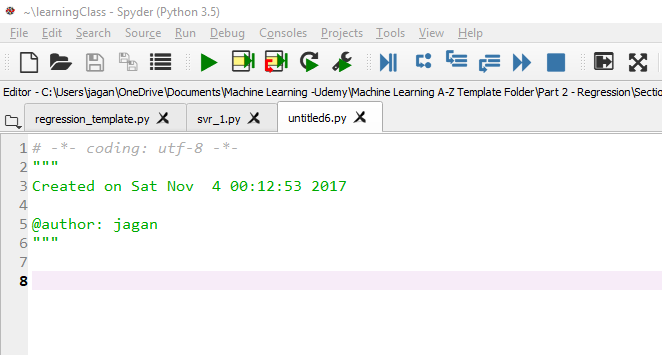 ~\learningClass - Spyder (Python 3.5)
File Edit Search Source Run Debug Consoles Projects Tools View Help
Editor - C:\Users\jagan\OneDrive\Documents\Machine Learning -Udemy\Machine Learning A-Z Template Folder\Part 2 - Regression\Sectio
regression_template.py svr_1.py untitled6.py
1 # -*- coding: utf-8 -*-
2 """
3 Created on Sat Nov  4 00:12:53 2017
4
5 @author: jagan
6 """
7
8